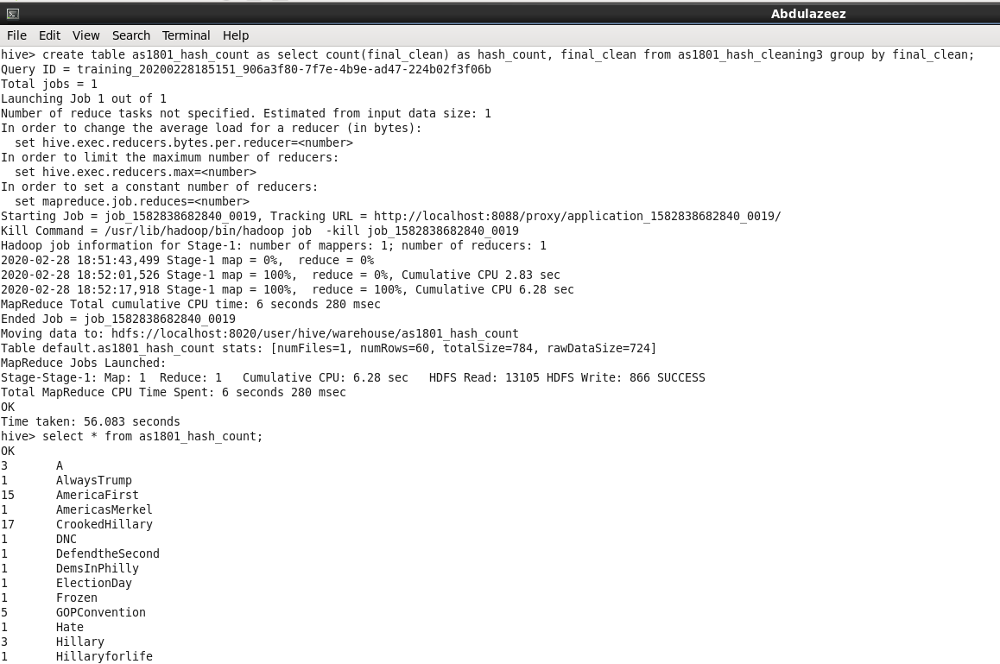 Abdulazeez
File Edit View Search Terminal Help
hive> create table as1801_hash_count as select count(final_clean) as hash_count, final_clean from as1801_hash_cleaning3 group by final_clean;
Query ID = training_20200228185151_906a3f80-7f7e-4b9e-ad47-224b02f3f06b
Total jobs = 1
Launching Job 1 out of 1
Number of reduce tasks not specified. Estimated from input data size: 1
In order to change the average load for a reducer (in bytes):
  set hive.exec.reducers.bytes.per.reducer=<number>
In order to limit the maximum number of reducers:
  set hive.exec.reducers.max=<number>
In order to set a constant number of reducers:
  set mapreduce.job.reduces=<number>
Starting Job = job_1582838682840_0019, Tracking URL = http://localhost:8088/proxy/application_1582838682840_0019/
Kill Command = /usr/lib/hadoop/bin/hadoop job  -kill job_1582838682840_0019
Hadoop job information for Stage-1: number of mappers: 1; number of reducers: 1
2020-02-28 18:51:43,499 Stage-1 map = 0%,  reduce = 0%
2020-02-28 18:52:01,526 Stage-1 map = 100%,  reduce = 0%, Cumulative CPU 2.83 sec
2020-02-28 18:52:17,918 Stage-1 map = 100%,  reduce = 100%, Cumulative CPU 6.28 sec
MapReduce Total cumulative CPU time: 6 seconds 280 msec
Ended Job = job_1582838682840_0019
Moving data to: hdfs://localhost:8020/user/hive/warehouse/as1801_hash_count
Table default.as1801_hash_count stats: [numFiles=1, numRows=60, totalSize=784, rawDataSize=724]
MapReduce Jobs Launched:
Stage-Stage-1: Map: 1  Reduce: 1   Cumulative CPU: 6.28 sec   HDFS Read: 13105 HDFS Write: 866 SUCCESS
Total MapReduce CPU Time Spent: 6 seconds 280 msec
OK
Time taken: 56.083 seconds
hive> select * from as1801_hash_count;
OK
3       A
1       AlwaysTrump
15      AmericaFirst
1       AmericasMerkel
17      CrookedHillary
1       DNC
1       DefendtheSecond
1       DemsInPhilly
1       ElectionDay
1       Frozen
5       GOPConvention
1       Hate
3       Hillary
1       Hillaryforlife